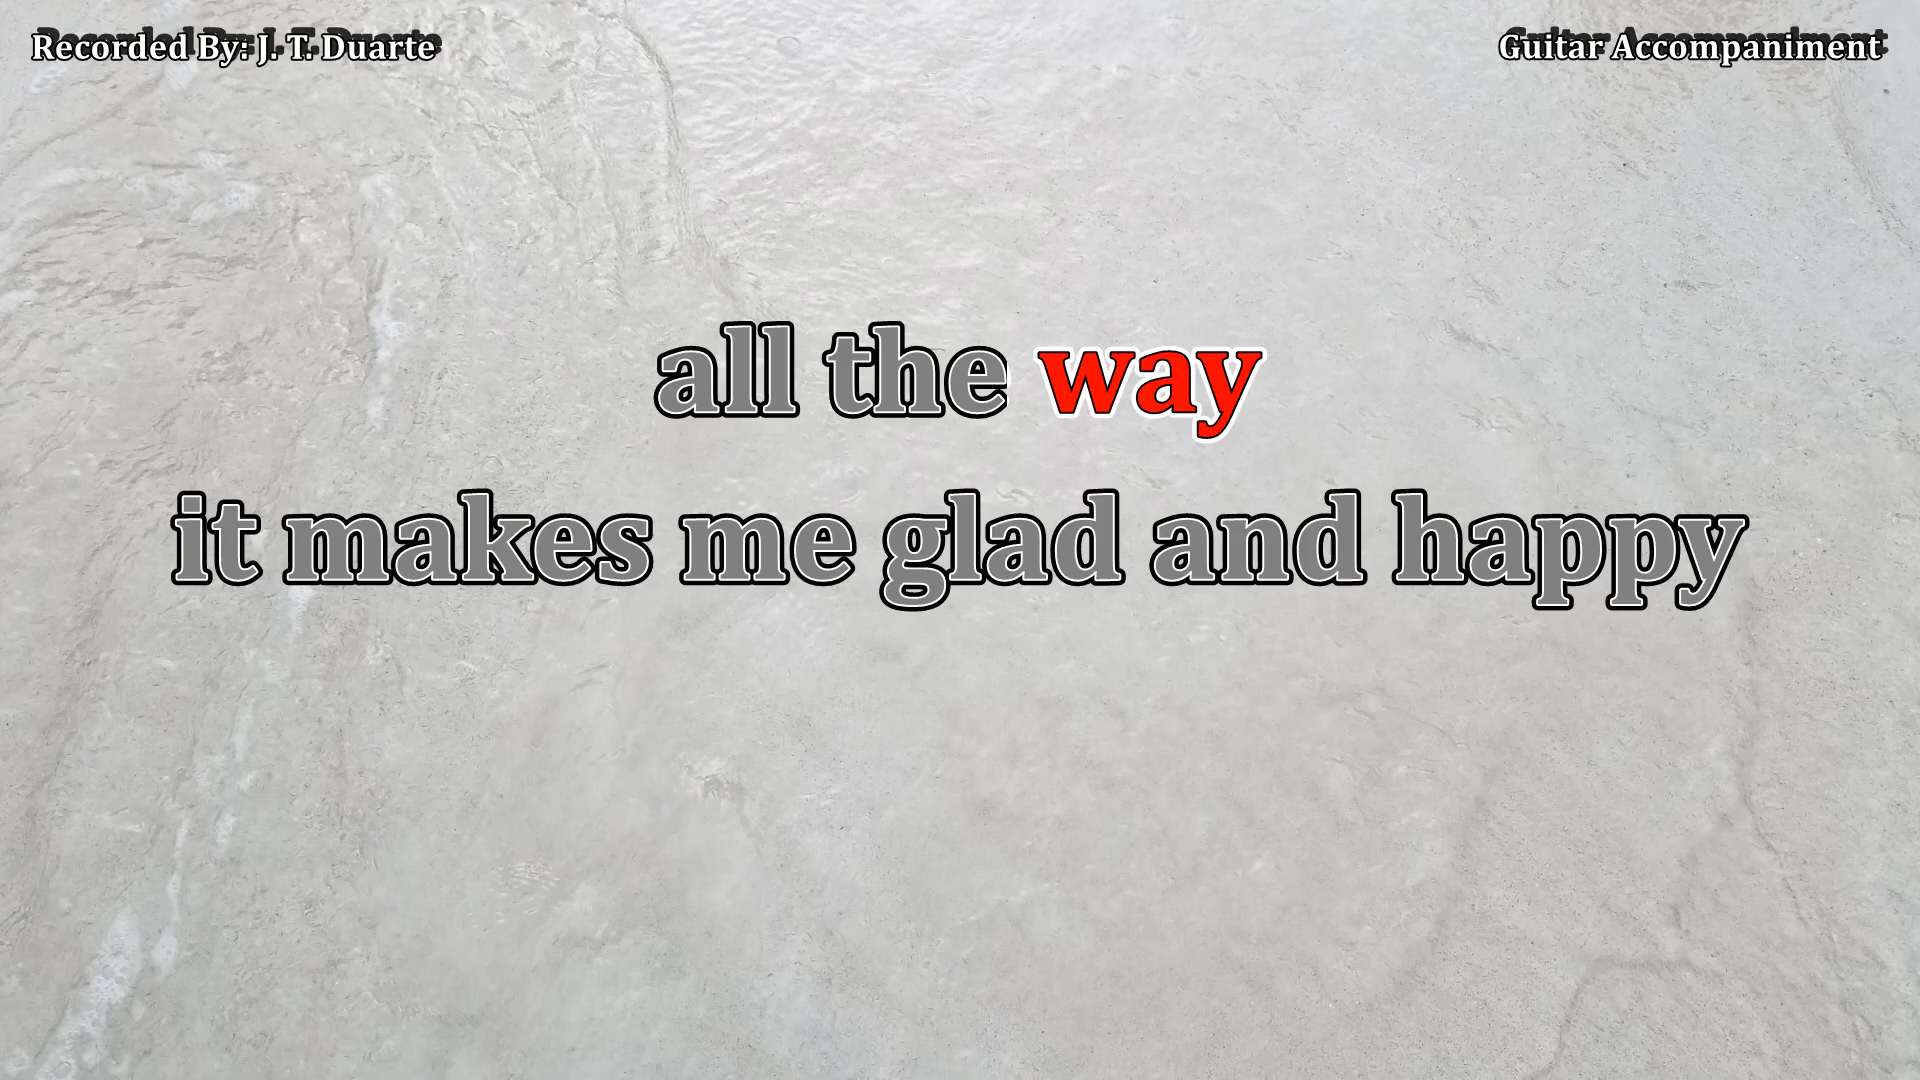 Recorded By: J. T. Duarte
Guitar Accompaniment
all the way
it makes me glad and happy